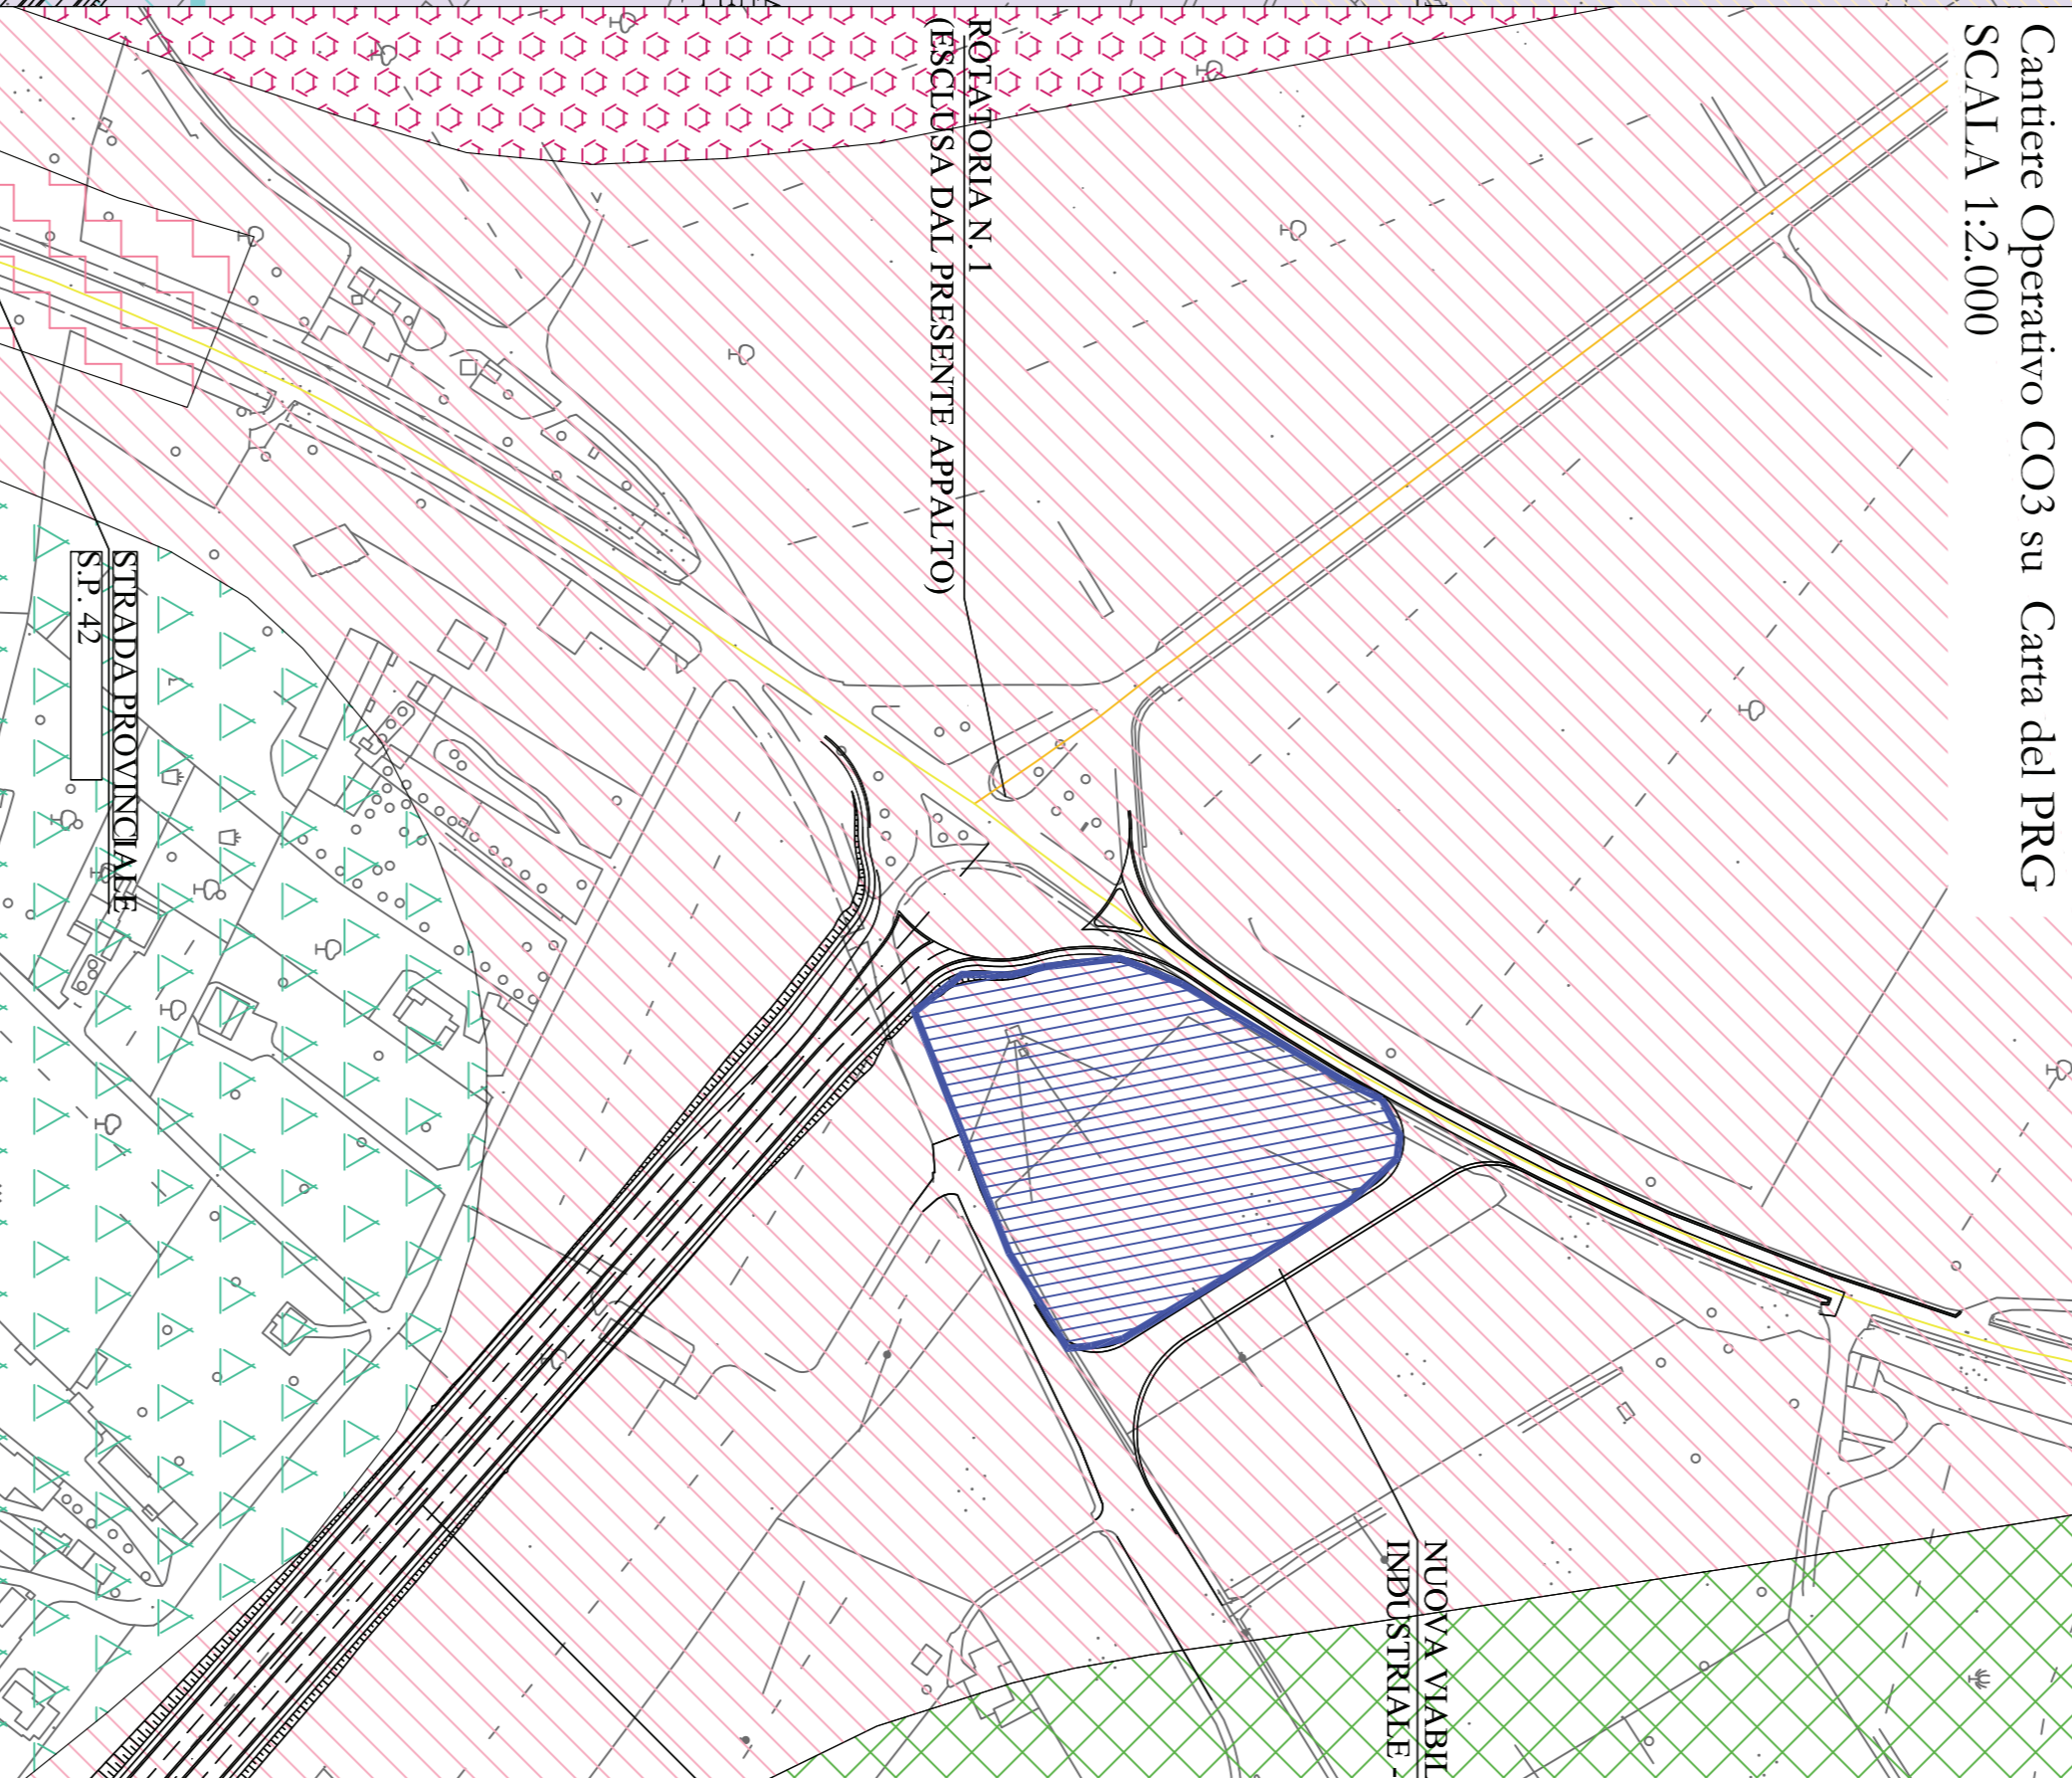 Cantiere Operativo CO3 su Carta del PRG
SCALA 1:2.000
ROTATORIA N. 1
(ESCLUSA DAL PRESENTE APPALTO)
STRADA PROVINCIALE
S.P. 42
NUOVA VIABIL
INDUSTRIALE -